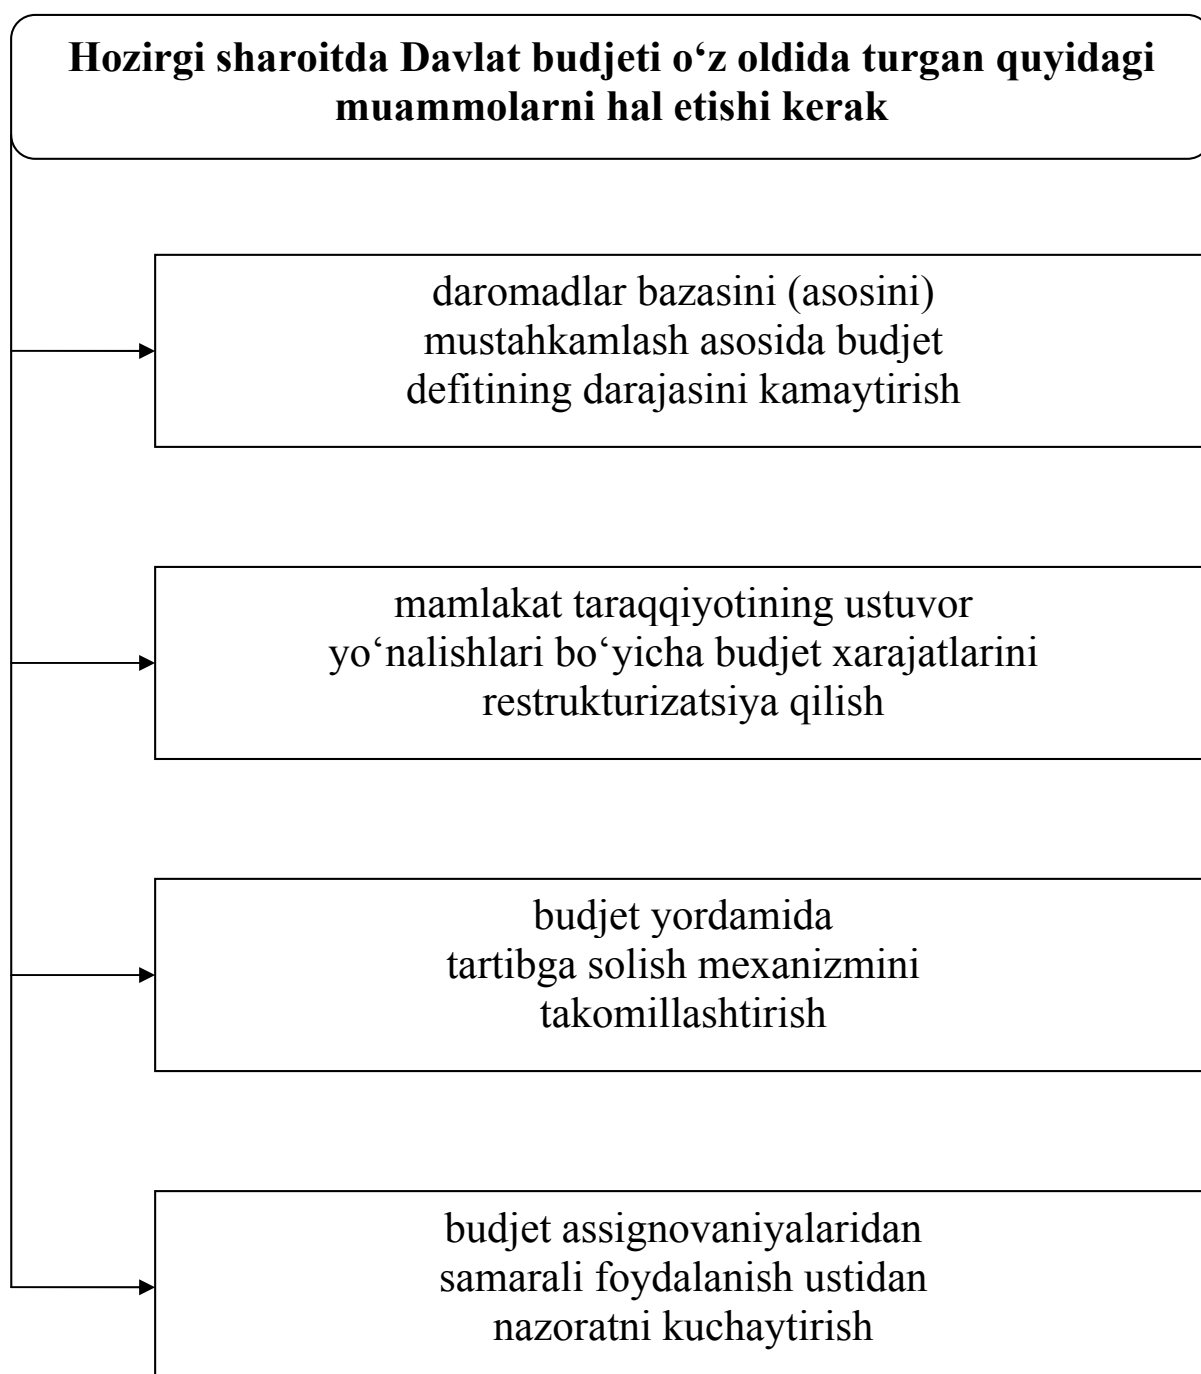 Hozirgi sharoitda Davlat budjeti o‘z oldida turgan quyidagi
muammolarni hal etishi kerak
daromadlar bazasini (asosini)
mustahkamlash asosida budjet
defitining darajasini kamaytirish
mamlakat taraqqiyotining ustuvor
yo‘nalishlari bo‘yicha budjet xarajatlarini
restrukturizatsiya qilish
budjet yordamida
tartibga solish mexanizmini
takomillashtirish
budjet assignovaniyalaridan
samarali foydalanish ustidan
nazoratni kuchaytirish